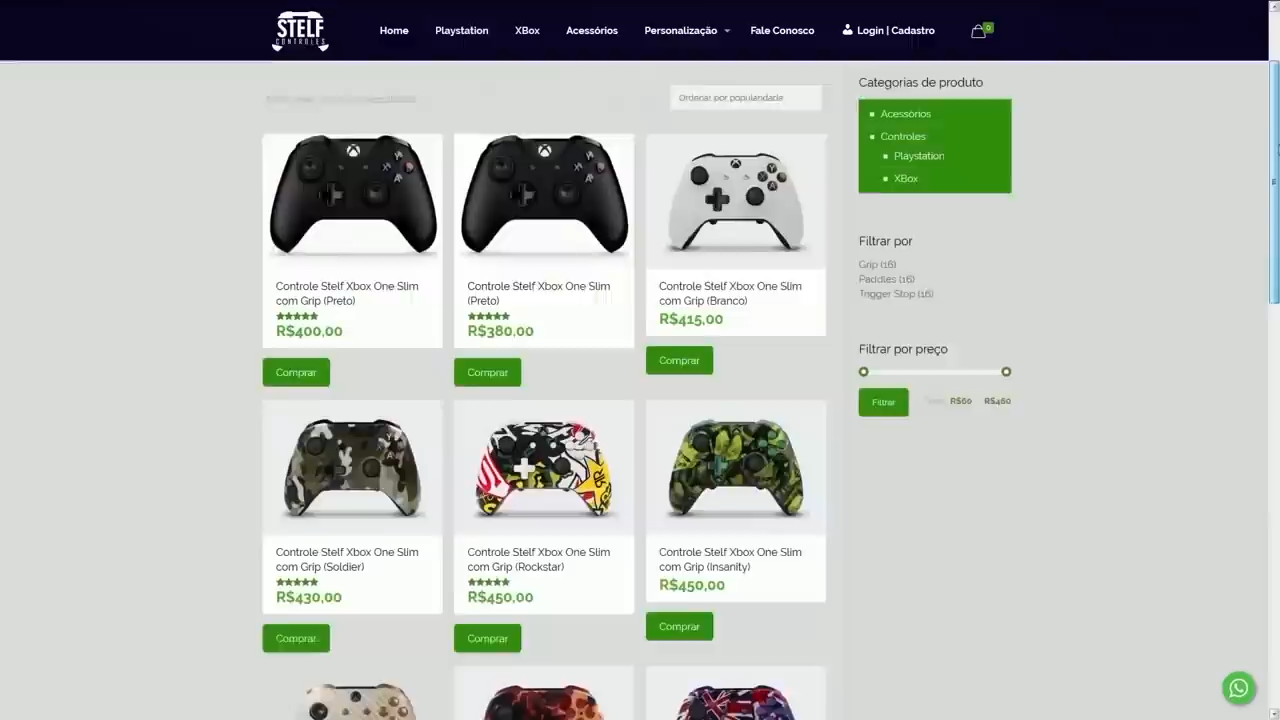 STELF
CONTROLES
Home
Playstation
XBox
Acessórios
Personalização
Fale Conosco
Login | Cadastro
0
Ordenar por popularidade
Controle Stelf Xbox One Slim
com Grip (Preto)
R$400,00
Comprar
Controle Stelf Xbox One Slim
(Preto)
R$380,00
Comprar
Controle Stelf Xbox One Slim
com Grip (Branco)
R$415,00
Comprar
Controle Stelf Xbox One Slim
com Grip (Soldier)
R$430,00
Comprar
Controle Stelf Xbox One Slim
com Grip (Rockstar)
R$450,00
Comprar
Controle Stelf Xbox One Slim
com Grip (Insanity)
R$450,00
Comprar
Categorias de produto
Acessórios
Controles
Playstation
XBox
Filtrar por
Grip (16)
Paddles (16)
Trigger Stop (16)
Filtrar por preço
Filtrar
R$60
R$460